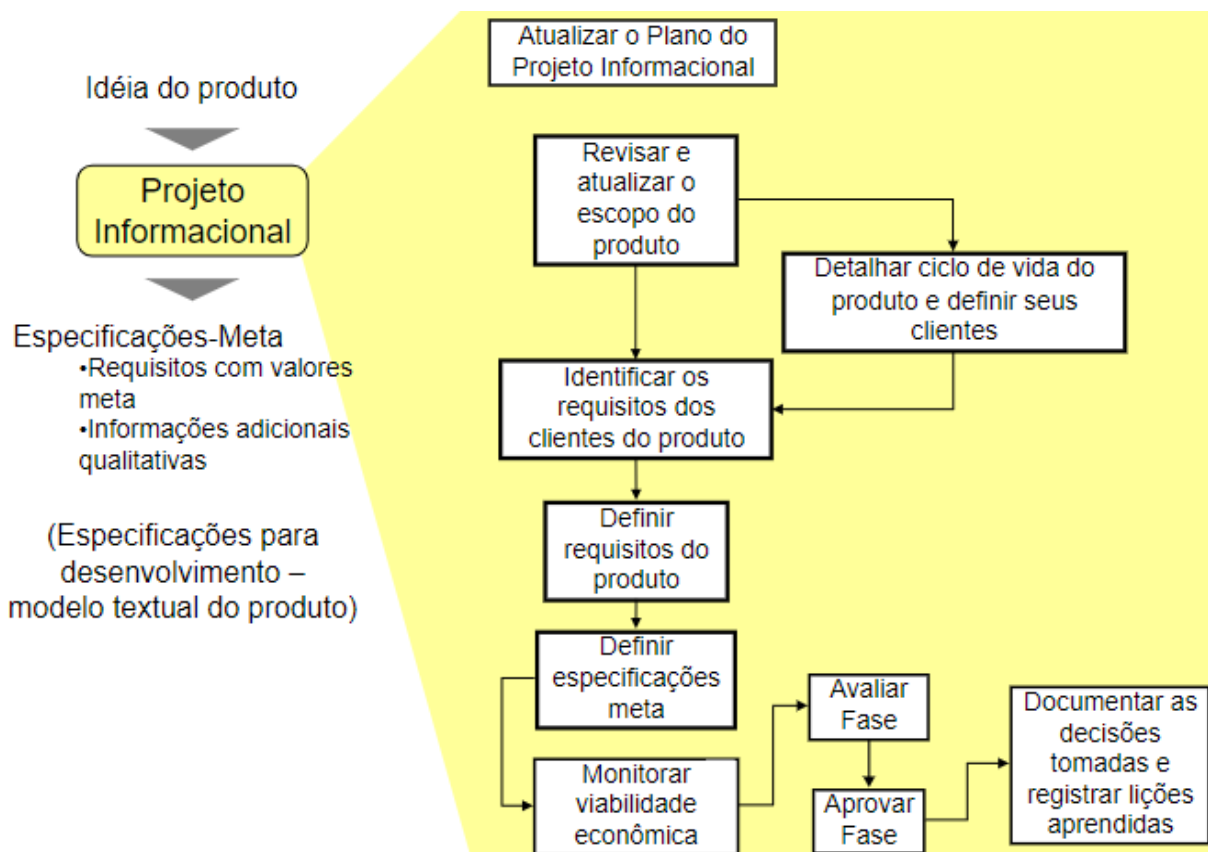 Idéia do produto
Projeto
Informacional
Especificações-Meta
•Requisitos com valores
meta
•Informações adicionais
qualitativas
(Especificações para
desenvolvimento –
modelo textual do produto)
Atualizar o Plano do
Projeto Informacional
Revisar e
atualizar o
escopo do
produto
Detalhar ciclo de vida do
produto e definir seus
clientes
Identificar os
requisitos dos
clientes do produto
Definir
requisitos do
produto
Definir
especificações
meta
Monitorar
viabilidade
econômica
Avaliar
Fase
Aprovar
Fase
Documentar as
decisões
tomadas e
registrar lições
aprendidas